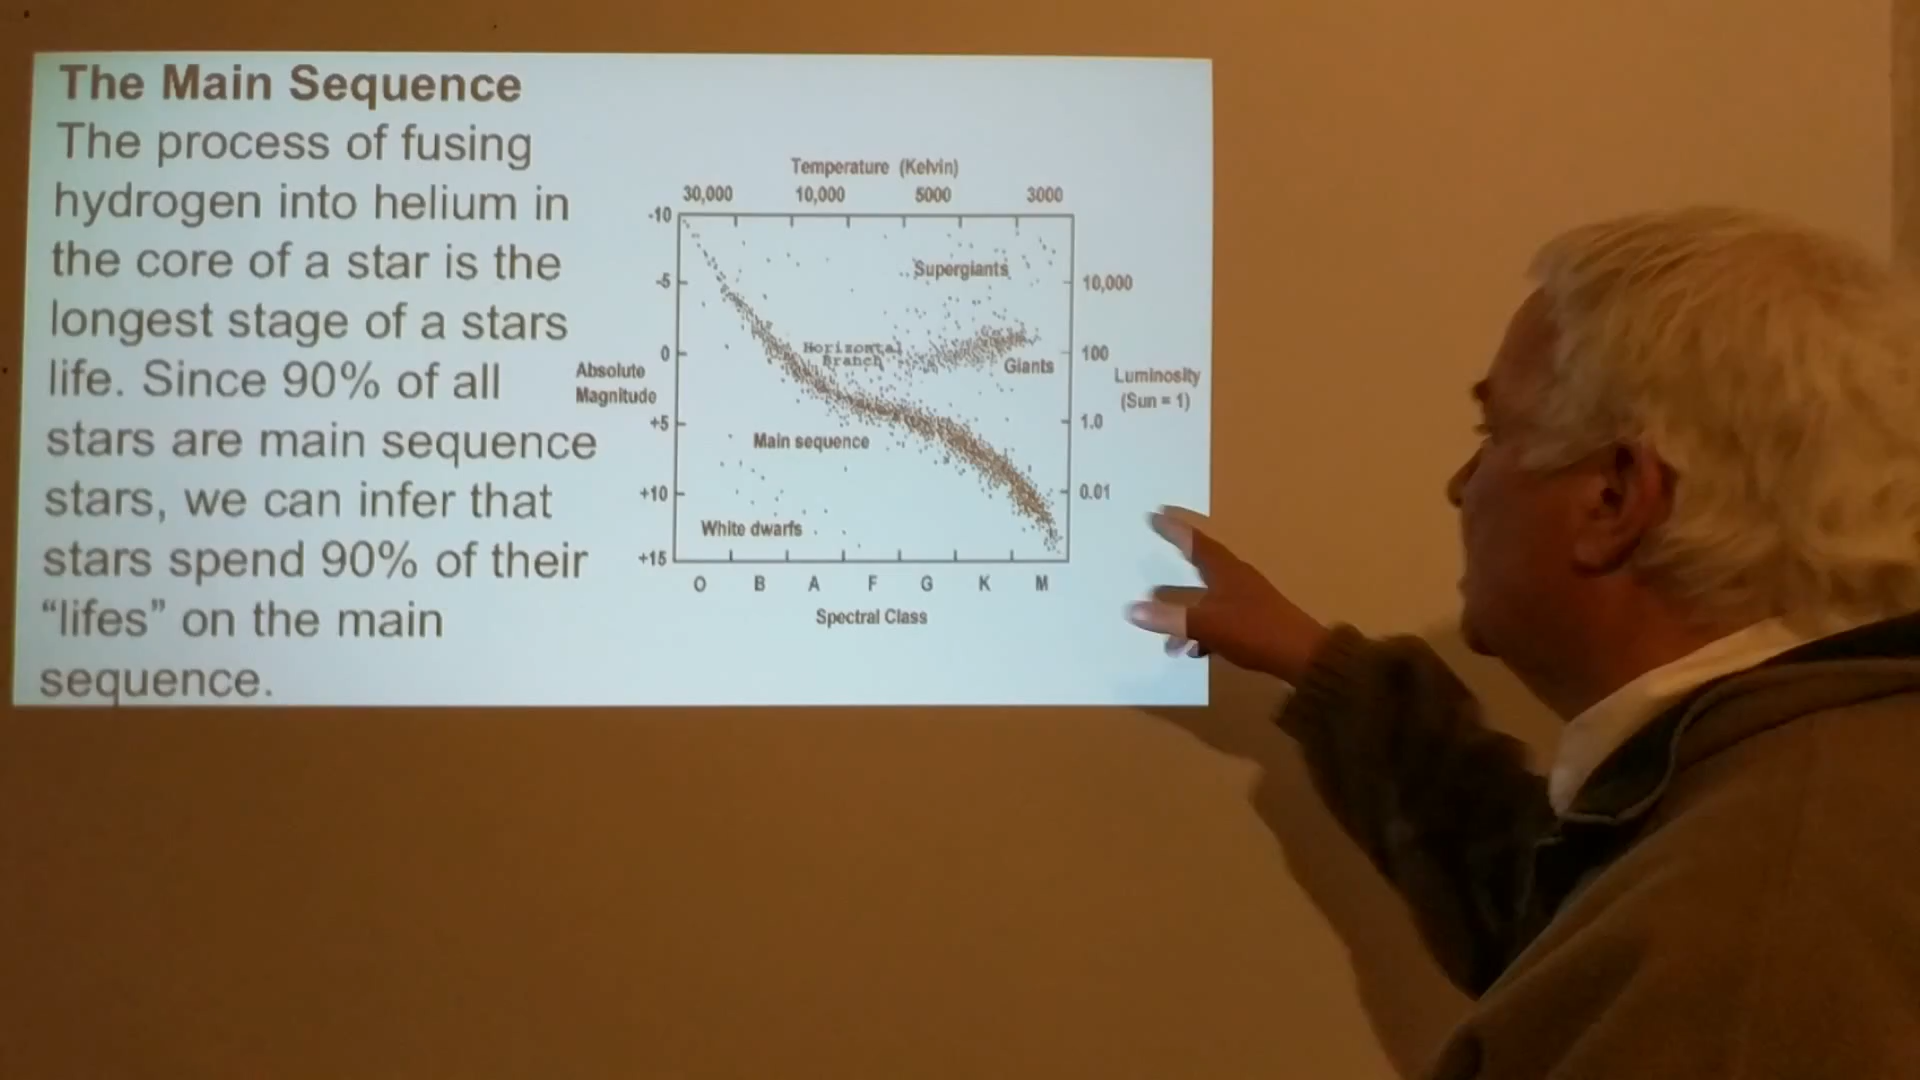 The Main Sequence
The process of fusing
hydrogen into helium in
the core of a star is the
longest stage of a stars
life. Since 90% of all
stars are main sequence
stars, we can infer that
stars spend 90% of their
“lifes” on the main
sequence.
Temperature (Kelvin)
30,000 10,000 5000 3000
-10
-5
0
+5
+10
+15
Absolute
Magnitude
Supergiants
Horizontal
Branch
Giants
Main sequence
White dwarfs
10,000
100
1.0
0.01
Luminosity
(Sun = 1)
O B A F G K M
Spectral Class